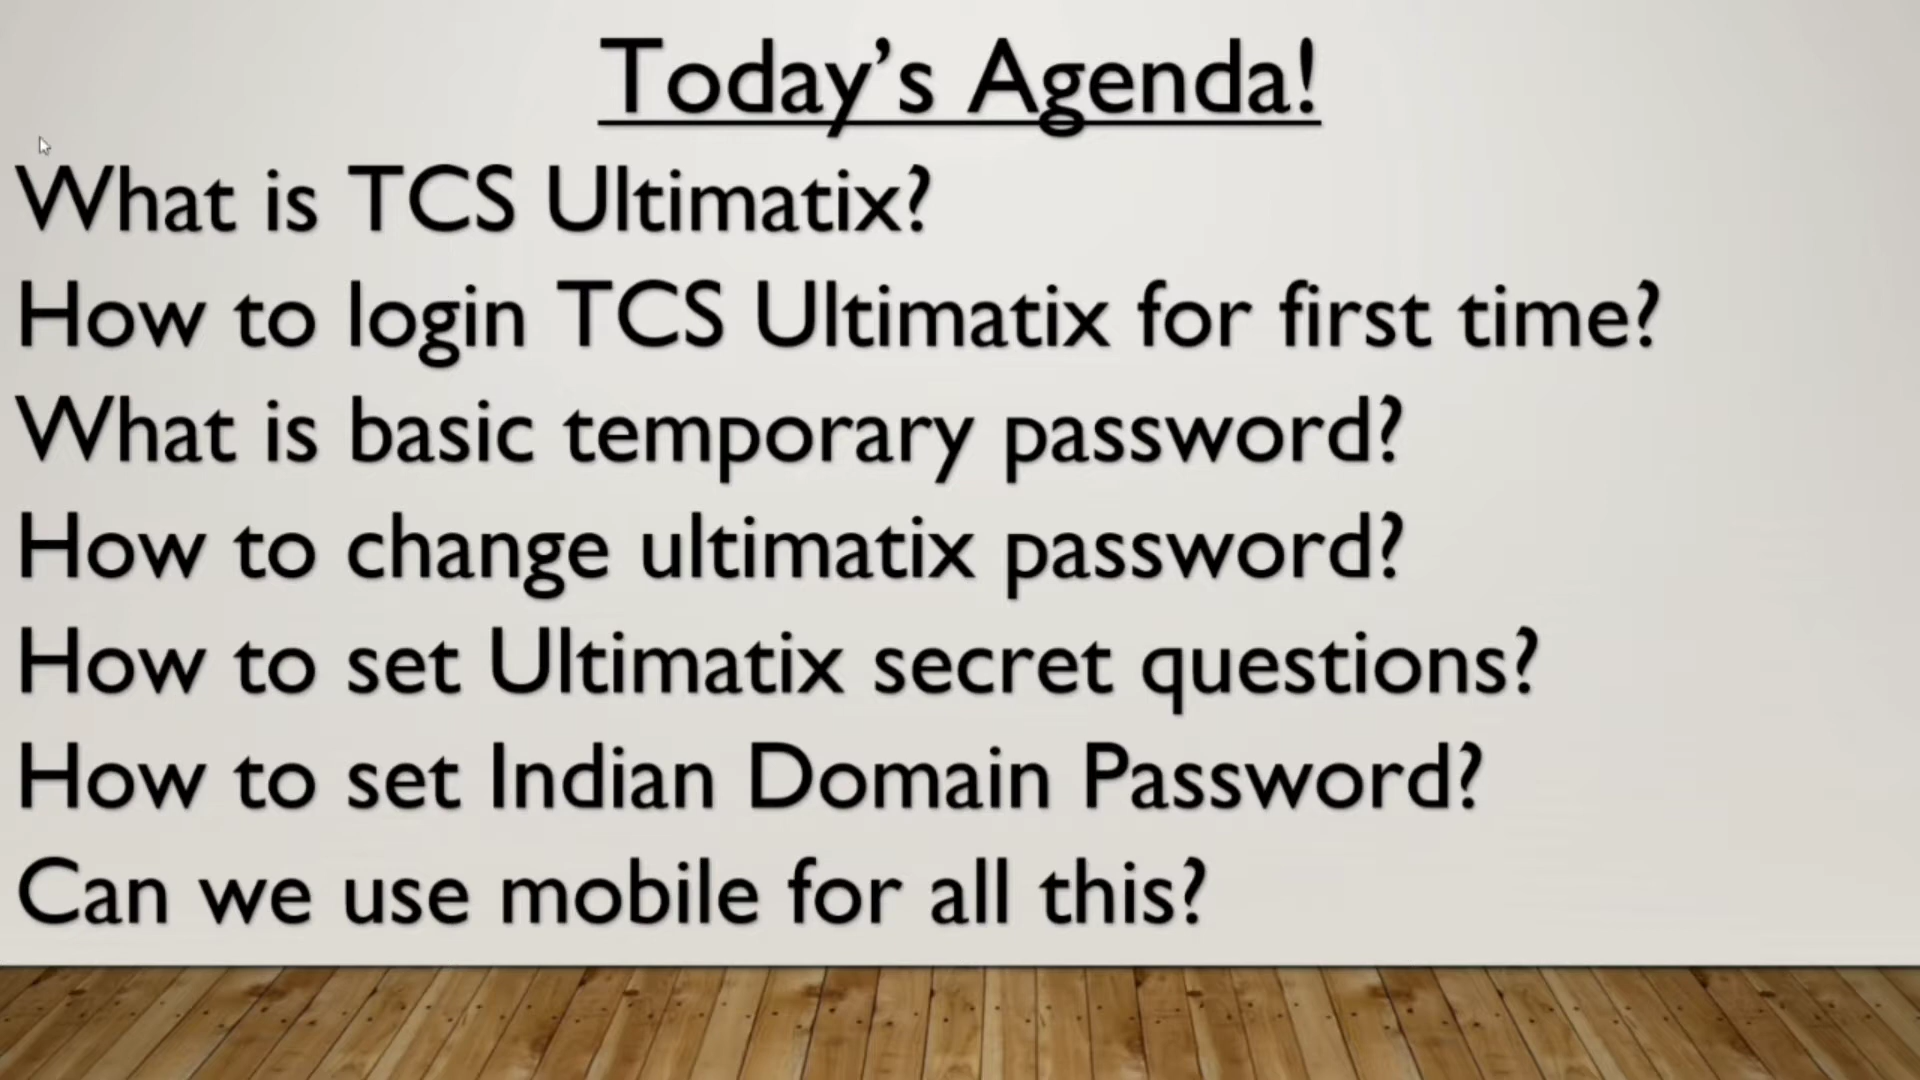 Today’s Agenda!
What is TCS Ultimatix?
How to login TCS Ultimatix for first time?
What is basic temporary password?
How to change ultimatix password?
How to set Ultimatix secret questions?
How to set Indian Domain Password?
Can we use mobile for all this?